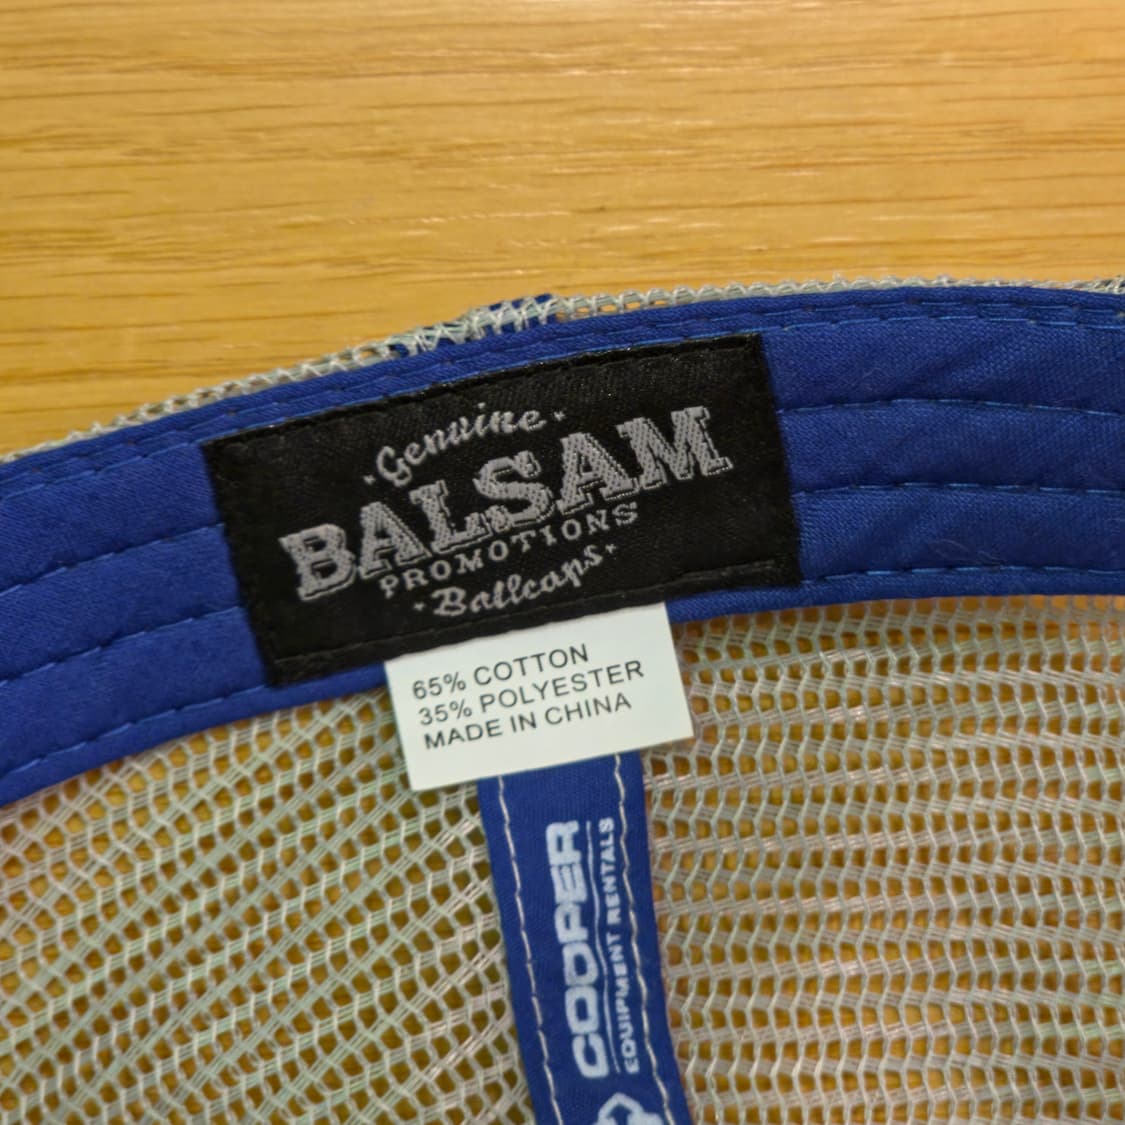 Genuine
BALSAM
PROMOTIONS
Ballcaps
65% COTTON
35% POLYESTER
MADE IN CHINA
COOPER
EQUIPMENT RENTALS